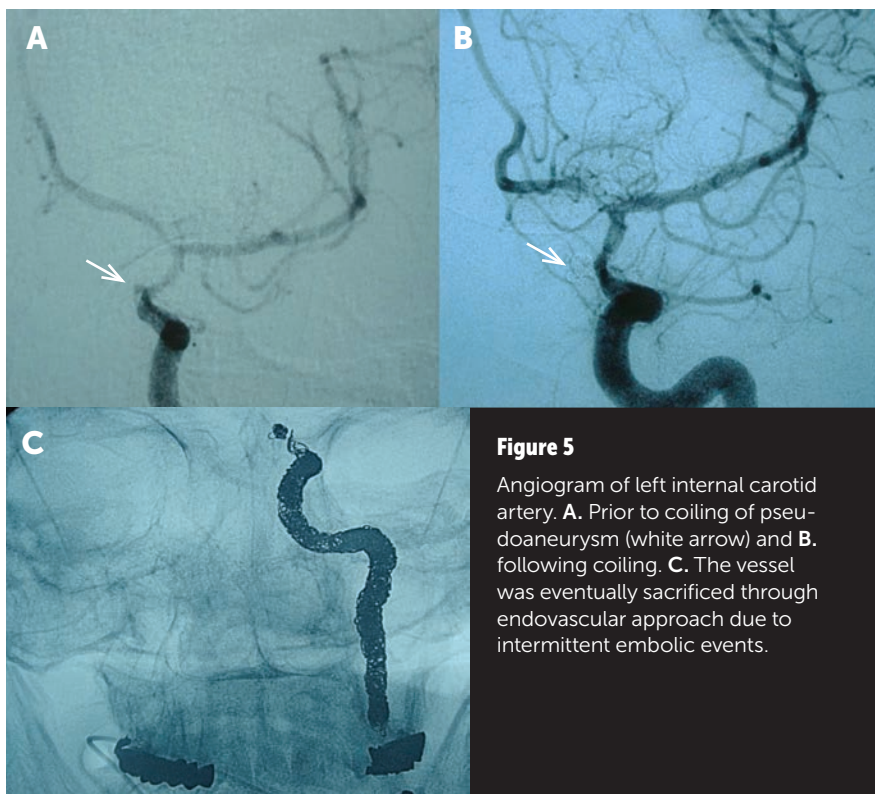 A
B
C
Figure 5
Angiogram of left internal carotid
artery. A. Prior to coiling of pseu-
doaneurysm (white arrow) and B.
following coiling. C. The vessel
was eventually sacrificed through
endovascular approach due to
intermittent embolic events.